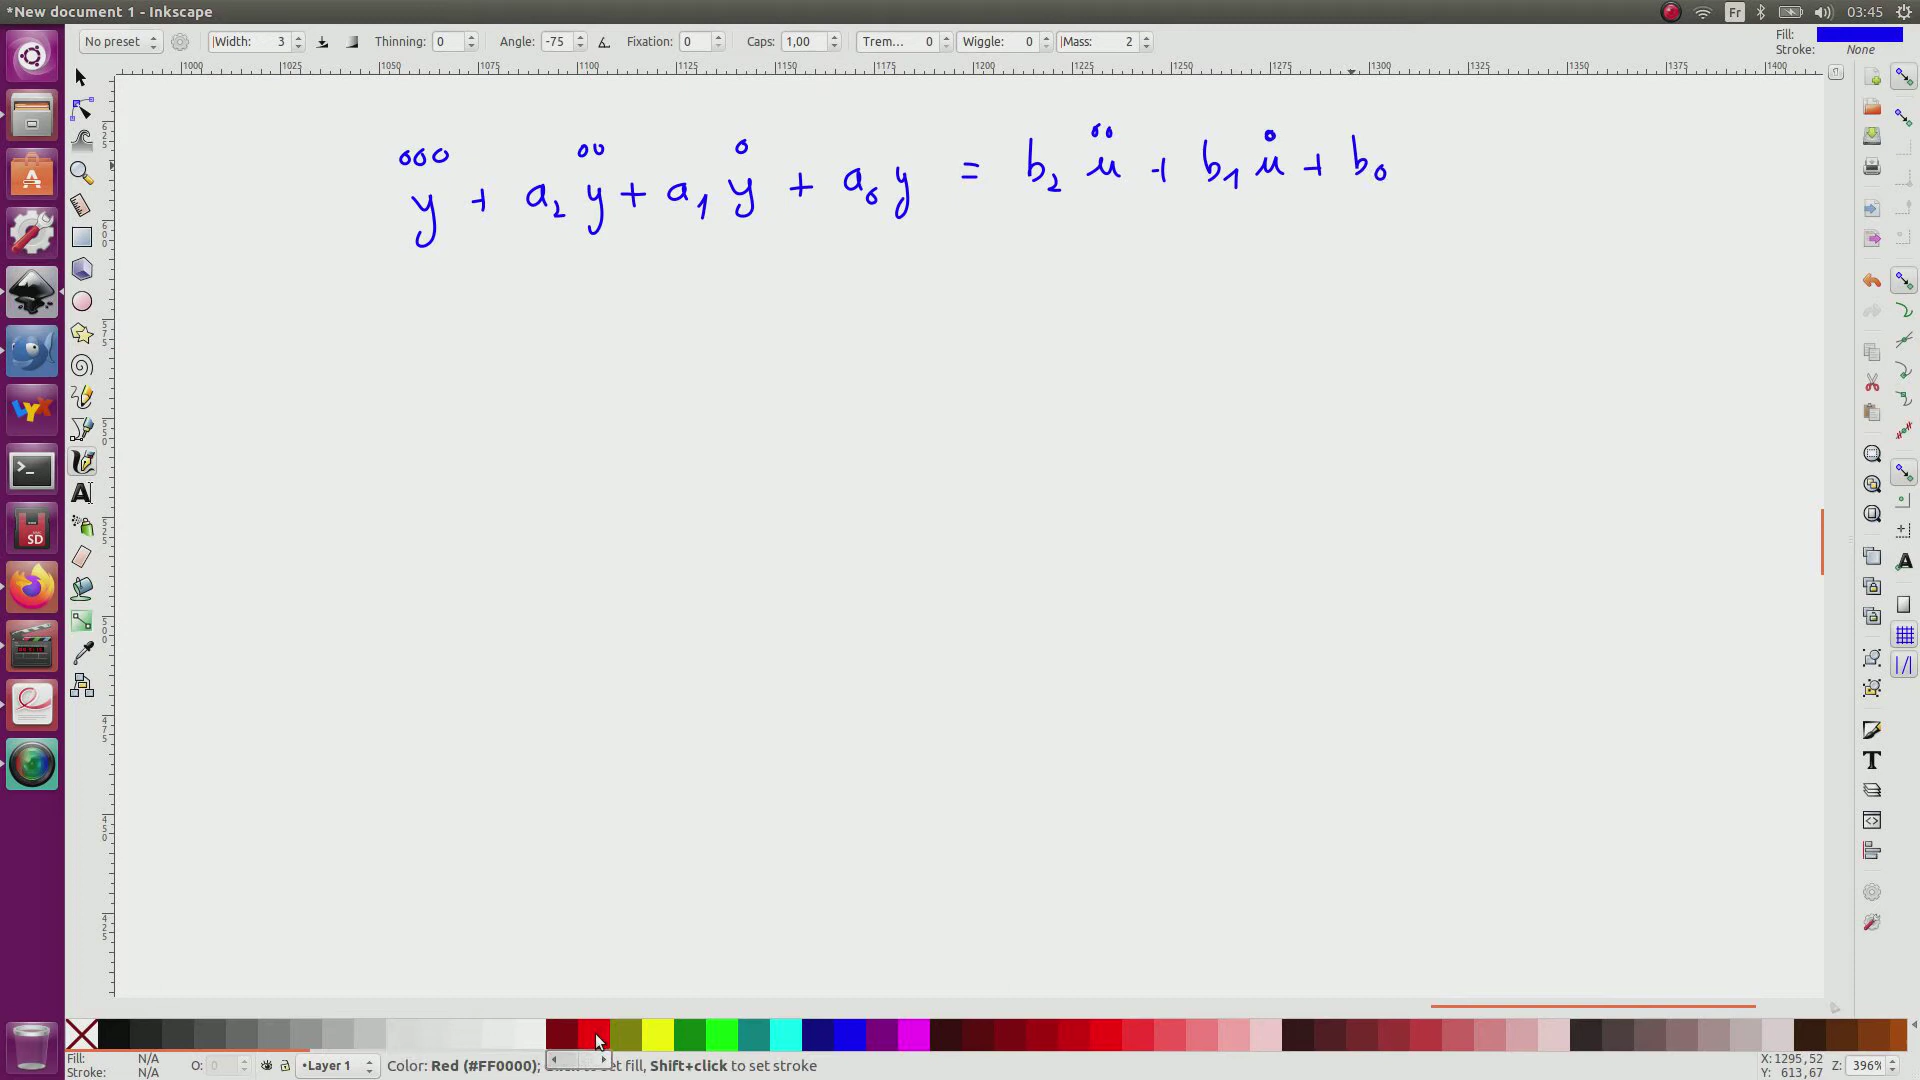 *New document 1 - Inkscape
Fr
03:45
No preset
Width: 3
Thinning: 0
Angle: -75
Fixation: 0
Caps: 1,00
Trem... 0
Wiggle: 0
Mass: 2
Fill:
Stroke: None
1000 1025 1050 1075 1100 1125 1150 1175 1200 1225 1250 1275 1300 1325 1350 1375 1400
y⃛ + a₂ ÿ + a₁ ẏ + a₀ y = b₂ ü + b₁ u̇ + b₀
LYX
SD
Fill: N/A
Stroke: N/A
O: 0
•Layer 1
Color: Red (#FF0000); Click to set fill, Shift+click to set stroke
X: 1295,52
Y: 613,67
Z: 396%